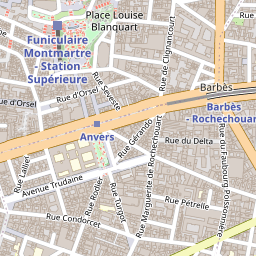 Place Louise
Blanquart
Funiculaire
Montmartre
- Station
Supérieure
Rue de Clignancourt
Barbès
Rue d'Orsel
Rue d'Orsel
Rue Seveste
Barbès
- Rochechouart
Anvers
Rue Gérando
Rue du Delta
Rue Lallier
Avenue Trudaine
Rue Rodier
Rue Turgot
Rue Marguerite de Rochechouart
Rue du Faubourg Poissonnière
Rue Pétrelle
Rue Condorcet